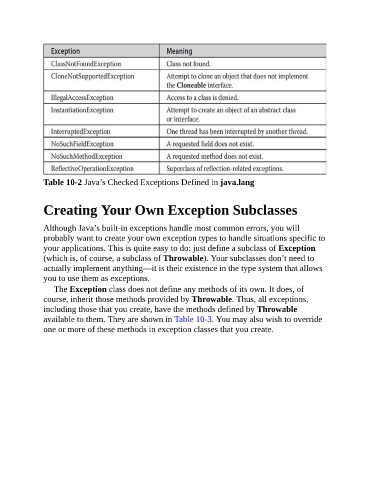 Exception Meaning
ClassNotFoundException Class not found.
CloneNotSupportedException Attempt to clone an object that does not implement
the Cloneable interface.
IllegalAccessException Access to a class is denied.
InstantiationException Attempt to create an object of an abstract class
or interface.
InterruptedException One thread has been interrupted by another thread.
NoSuchFieldException A requested field does not exist.
NoSuchMethodException A requested method does not exist.
ReflectiveOperationException Superclass of reflection-related exceptions.
Table 10-2 Java's Checked Exceptions Defined in java.lang
Creating Your Own Exception Subclasses
Although Java's built-in exceptions handle most common errors, you will
probably want to create your own exception types to handle situations specific to
your applications. This is quite easy to do: just define a subclass of Exception
(which is, of course, a subclass of Throwable). Your subclasses don't need to
actually implement anything—it is their existence in the type system that allows
you to use them as exceptions.
The Exception class does not define any methods of its own. It does, of
course, inherit those methods provided by Throwable. Thus, all exceptions,
including those that you create, have the methods defined by Throwable
available to them. They are shown in Table 10-3. You may also wish to override
one or more of these methods in exception classes that you create.